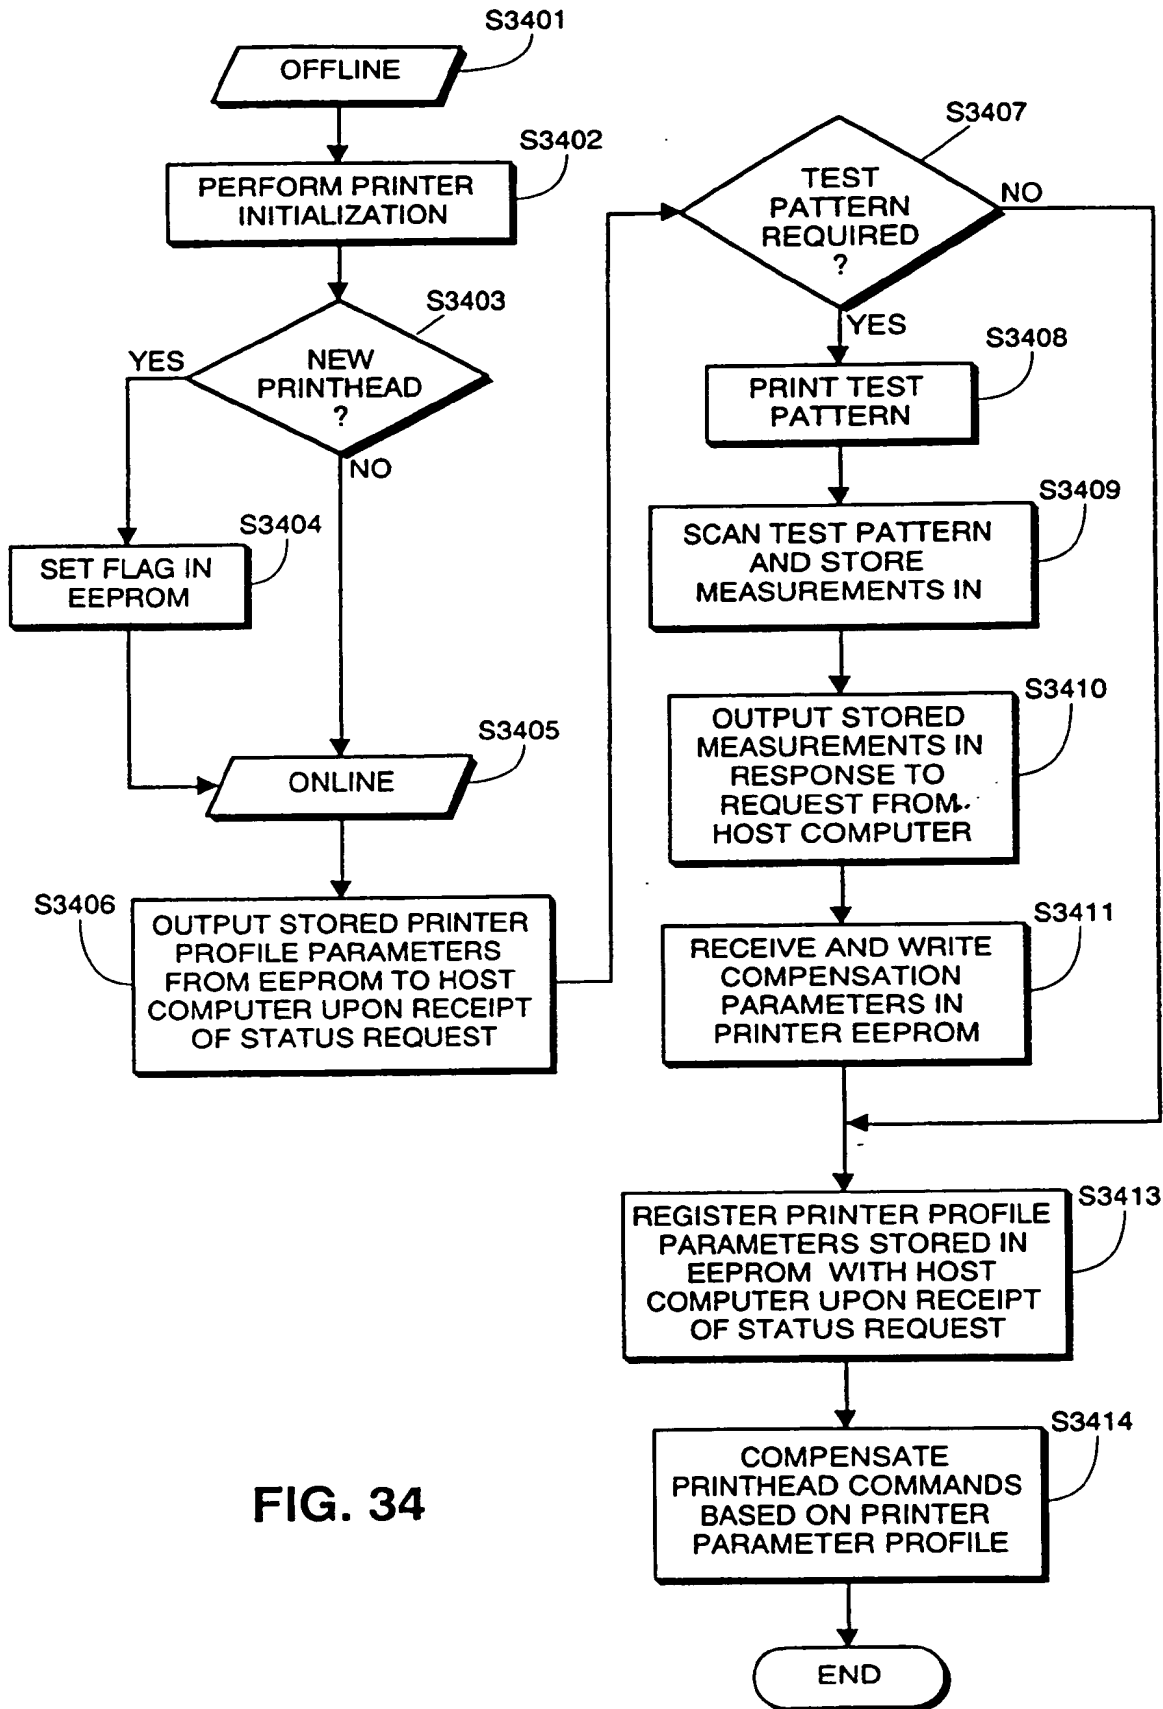 S3401
OFFLINE
S3402
PERFORM PRINTER
INITIALIZATION
S3403
NEW
PRINTHEAD
?
YES
NO
S3404
SET FLAG IN
EEPROM
S3405
ONLINE
S3406
OUTPUT STORED PRINTER
PROFILE PARAMETERS
FROM EEPROM TO HOST
COMPUTER UPON RECEIPT
OF STATUS REQUEST
S3407
TEST
PATTERN
REQUIRED
?
NO
YES
S3408
PRINT TEST
PATTERN
S3409
SCAN TEST PATTERN
AND STORE
MEASUREMENTS IN
S3410
OUTPUT STORED
MEASUREMENTS IN
RESPONSE TO
REQUEST FROM
HOST COMPUTER
S3411
RECEIVE AND WRITE
COMPENSATION
PARAMETERS IN
PRINTER EEPROM
S3413
REGISTER PRINTER PROFILE
PARAMETERS STORED IN
EEPROM WITH HOST
COMPUTER UPON RECEIPT
OF STATUS REQUEST
S3414
COMPENSATE
PRINTHEAD COMMANDS
BASED ON PRINTER
PARAMETER PROFILE
END
FIG. 34